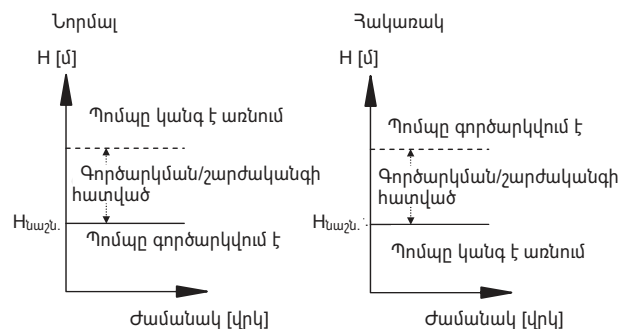 Նորմալ
H [մ]
Պոմպը կանգ է առնում
Գործարկման/շարժականգի
հատված
Hնաշն.
Պոմպը գործարկվում է
Ժամանակ [վրկ]
Հակառակ
H [մ]
Պոմպը գործարկվում է
Գործարկման/շարժականգի
հատված
Hնաշն.
Պոմպը կանգ է առնում
Ժամանակ [վրկ]